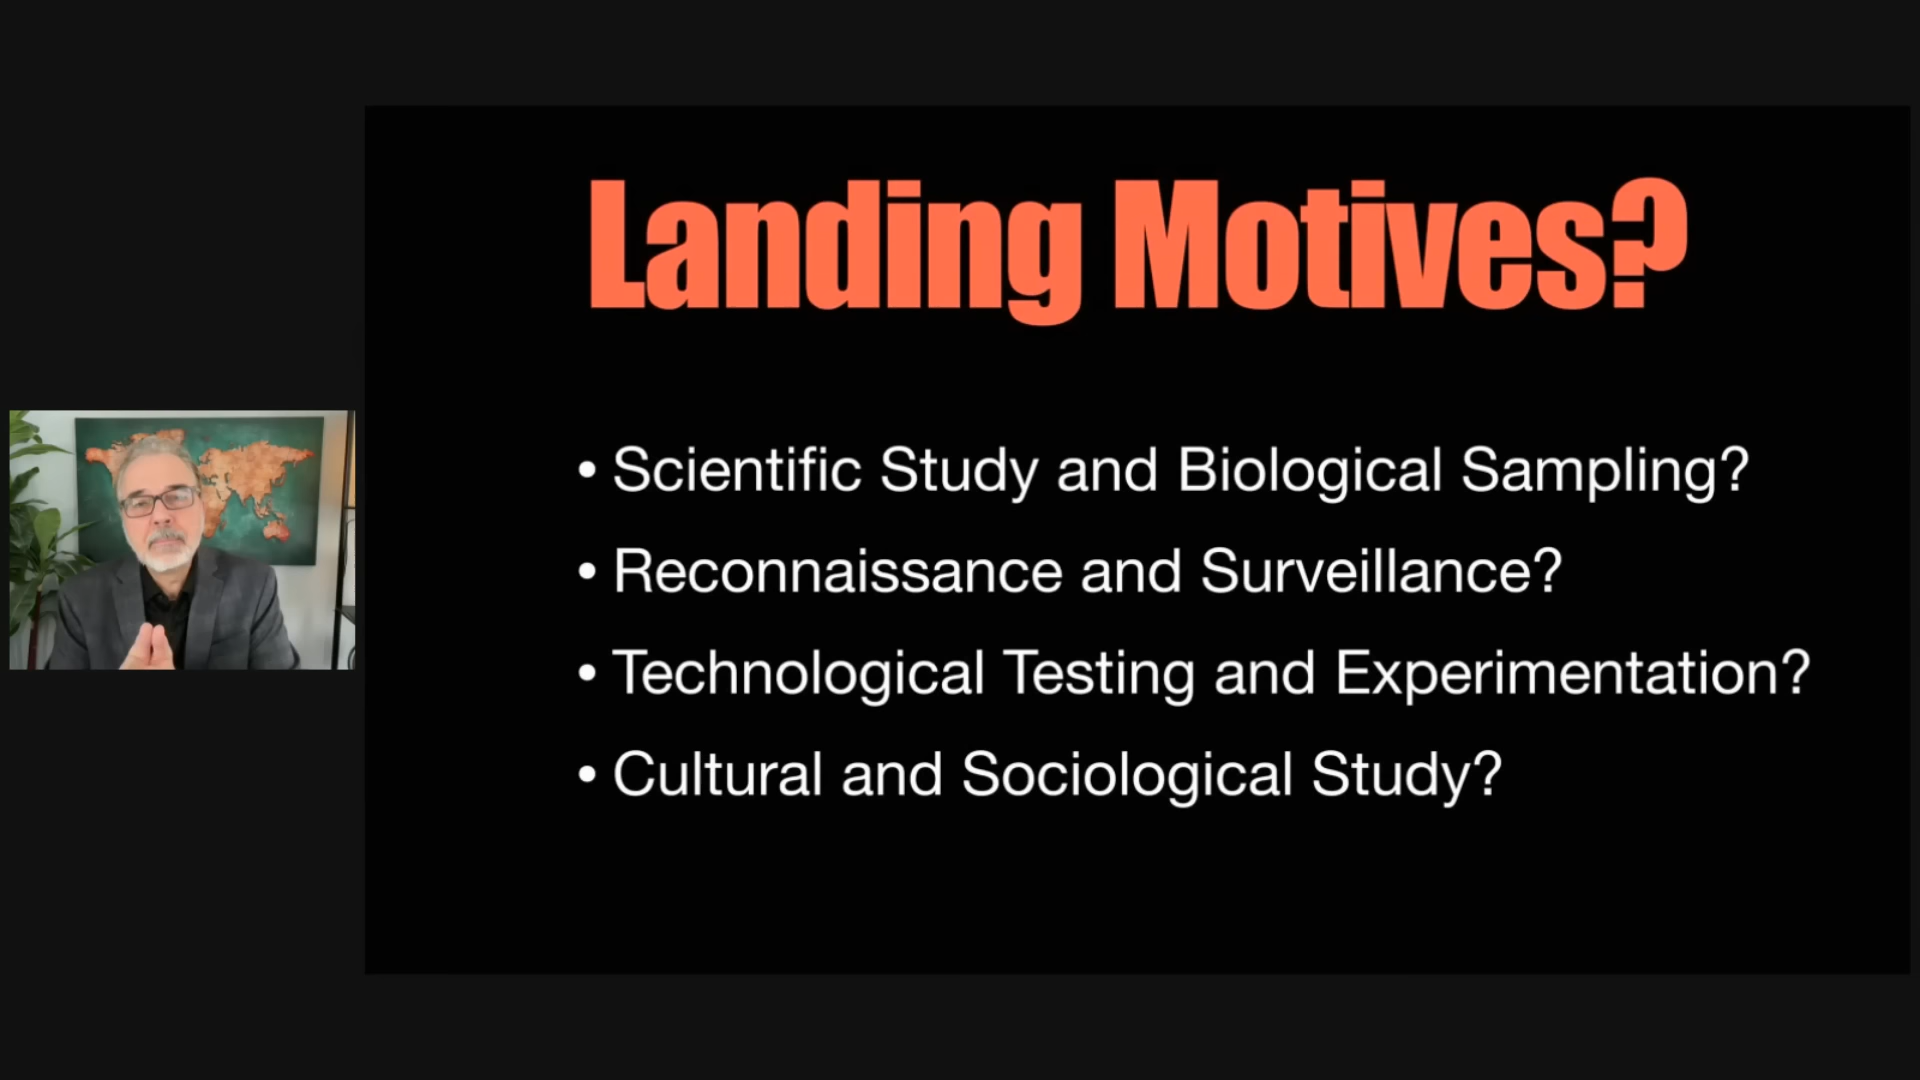 Landing Motives?
• Scientific Study and Biological Sampling?
• Reconnaissance and Surveillance?
• Technological Testing and Experimentation?
• Cultural and Sociological Study?